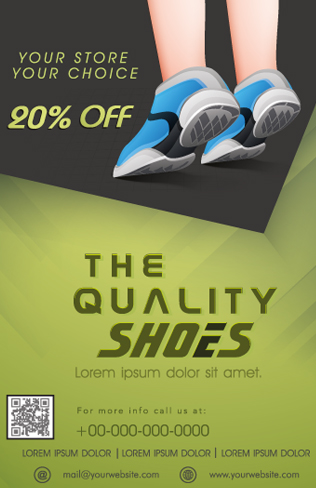 YOUR STORE
YOUR CHOICE
20% OFF
THE
QUALITY
SHOES
Lorem ipsum dolor sit amet.
For more info call us at:
+00-000-000-0000
LOREM IPSUM DOLOR | LOREM IPSUM DOLOR | LOREM IPSUM DOLOR
@ mail@yourwebsite.com www.yourwebsite.com